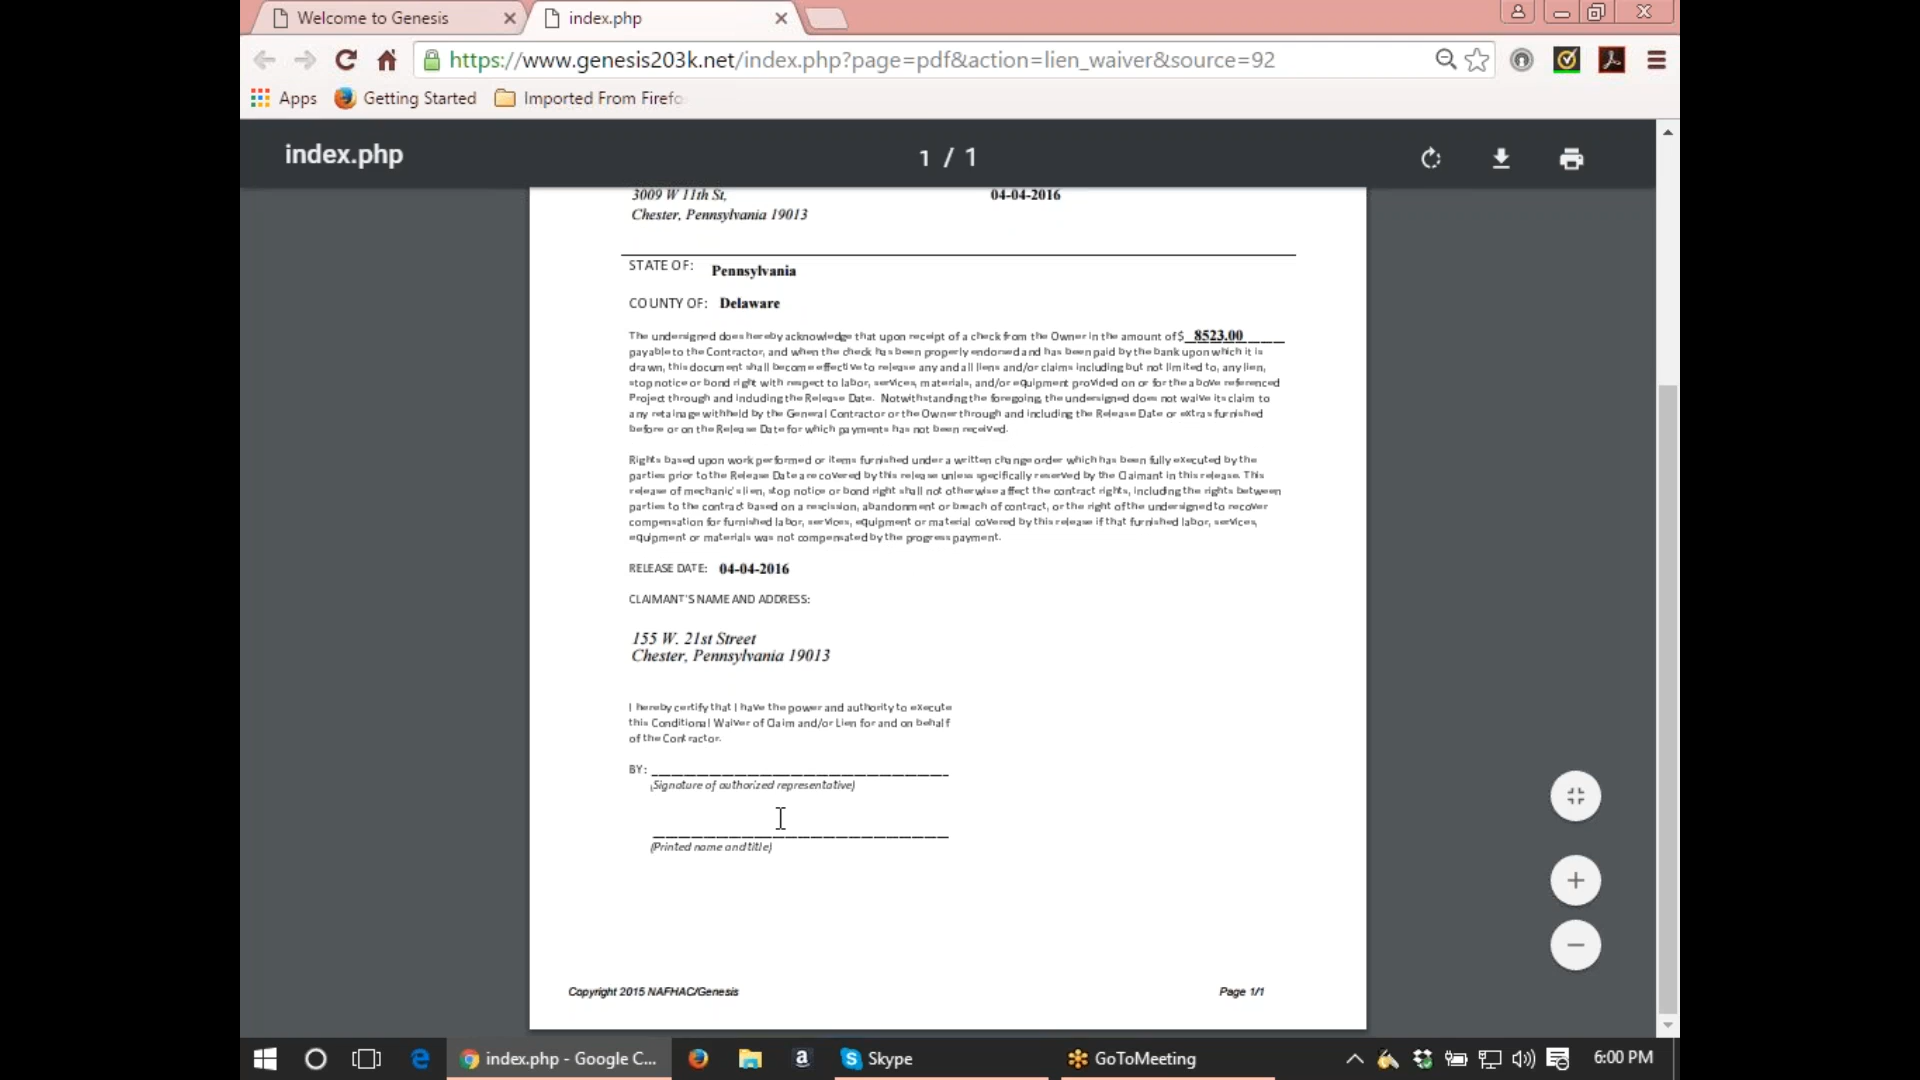 Welcome to Genesis
index.php
https://www.genesis203k.net/index.php?page=pdf&action=lien_waiver&source=92
Apps Getting Started Imported From Firefo
index.php 1 / 1
3009 W 11th St, 04-04-2016
Chester, Pennsylvania 19013
STATE OF: Pennsylvania
COUNTY OF: Delaware
The undersigned does hereby acknowledge that upon receipt of a check from the Owner in the amount of $ 8523.00
payable to the Contractor, and when the check has been properly endorsed and has been paid by the bank upon which it is
drawn, this document shall become effective to release any and all liens and/or claims including but not limited to, any lien,
stop notice or bond right with respect to labor, services, materials, and/or equipment provided on or for the above referenced
Project through and including the Release Date. Notwithstanding the foregoing, the undersigned does not waive its claim to
any retainage withheld by the General Contractor or the Owner through and including the Release Date or extras furnished
before or on the Release Date for which payments has not been received.
Rights based upon work performed or items furnished under a written change order which has been fully executed by the
parties prior to the Release Date are covered by this release unless specifically reserved by the Claimant in this release. This
release of mechanic's lien, stop notice or bond right shall not otherwise affect the contract rights, including the rights between
parties to the contract based on a rescission, abandonment or breach of contract, or the right of the undersigned to recover
compensation for furnished labor, services, equipment or material covered by this release if that furnished labor, services,
equipment or materials was not compensated by the progress payment.
RELEASE DATE: 04-04-2016
CLAIMANT'S NAME AND ADDRESS:
155 W. 21st Street
Chester, Pennsylvania 19013
I hereby certify that I have the power and authority to execute
this Conditional Waiver of Claim and/or Lien for and on behalf
of the Contractor.
BY:
(Signature of authorized representative)
(Printed name and title)
Copyright 2015 NAFHAC/Genesis Page 1/1
index.php - Google C... Skype GoToMeeting 6:00 PM